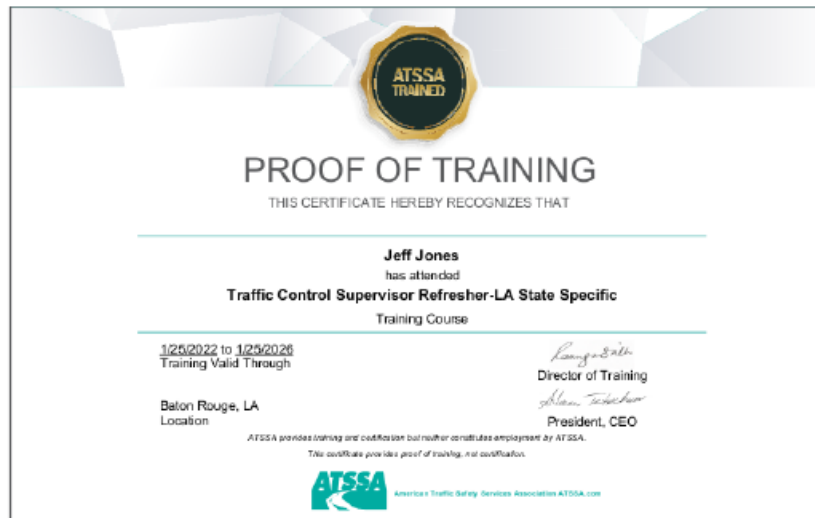 ATSSA
TRAINED
PROOF OF TRAINING
THIS CERTIFICATE HEREBY RECOGNIZES THAT
Jeff Jones
has attended
Traffic Control Supervisor Refresher-LA State Specific
Training Course
1/25/2022 to 1/25/2026
Training Valid Through
Director of Training
Baton Rouge, LA
Location
President, CEO
ATSSA provides training and certification but neither constitutes employment by ATSSA.
This certificate provides proof of training, not certification.
ATSSA
American Traffic Safety Services Association ATSSA.com